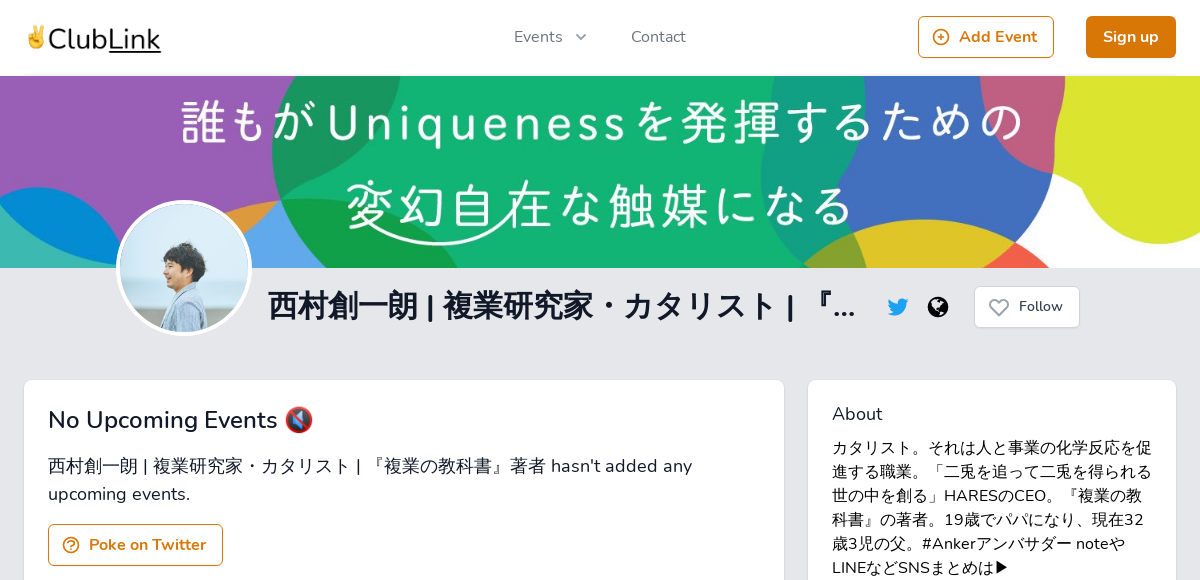 ✌ClubLink
Events
Contact
Add Event
Sign up
誰もがUniquenessを発揮するための
変幻自在な触媒になる
西村創一朗 | 複業研究家・カタリスト | 『...
Follow
No Upcoming Events 🔇
西村創一朗 | 複業研究家・カタリスト | 『複業の教科書』著者 hasn't added any
upcoming events.
Poke on Twitter
About
カタリスト。それは人と事業の化学反応を促
進する職業。「二兎を追って二兎を得られる
世の中を創る」HARESのCEO。『複業の教
科書』の著者。19歳でパパになり、現在32
歳3児の父。#Ankerアンバサダー noteや
LINEなどSNSまとめは▶